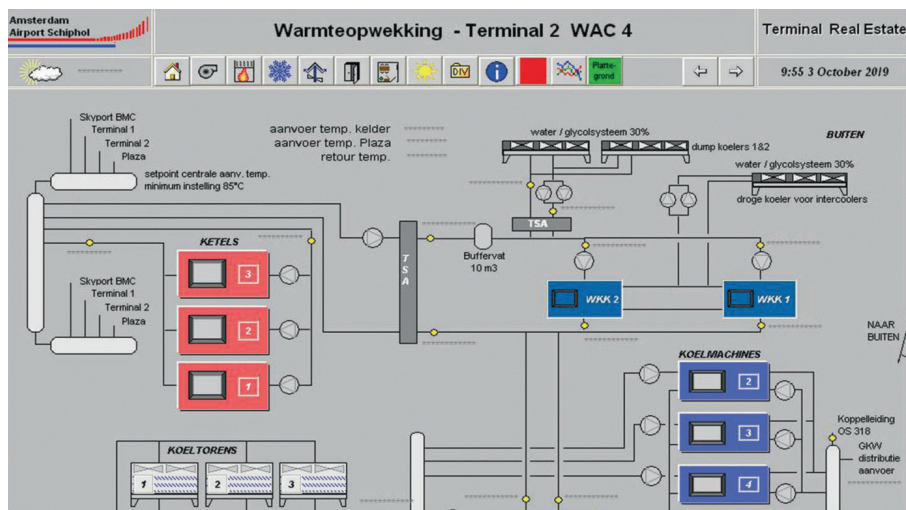 Amsterdam
Airport Schiphol
Warmteopwekking - Terminal 2 WAC 4
Terminal Real Estate
DIV
Platte-
grond
9:55 3 October 2019
Skyport BMC
Terminal 1
Terminal 2
Plaza
setpoint centrale aanv. temp.
minimum instelling 85°C
aanvoer temp. kelder
aanvoer temp. Plaza
retour temp.
water / glycolsysteem 30%
dump koelers 1&2
BUITEN
water / glycolsysteem 30%
droge koeler voor intercoolers
TSA
KETELS
3
2
1
TSA
Buffervat
10 m3
WKK 2
WKK 1
Skyport BMC
Terminal 1
Terminal 2
Plaza
NAAR
BUITEN
KOELMACHINES
2
3
4
Koppelleiding
OS 318
GKW
distributie
aanvoer
KOELTORENS
1
2
3